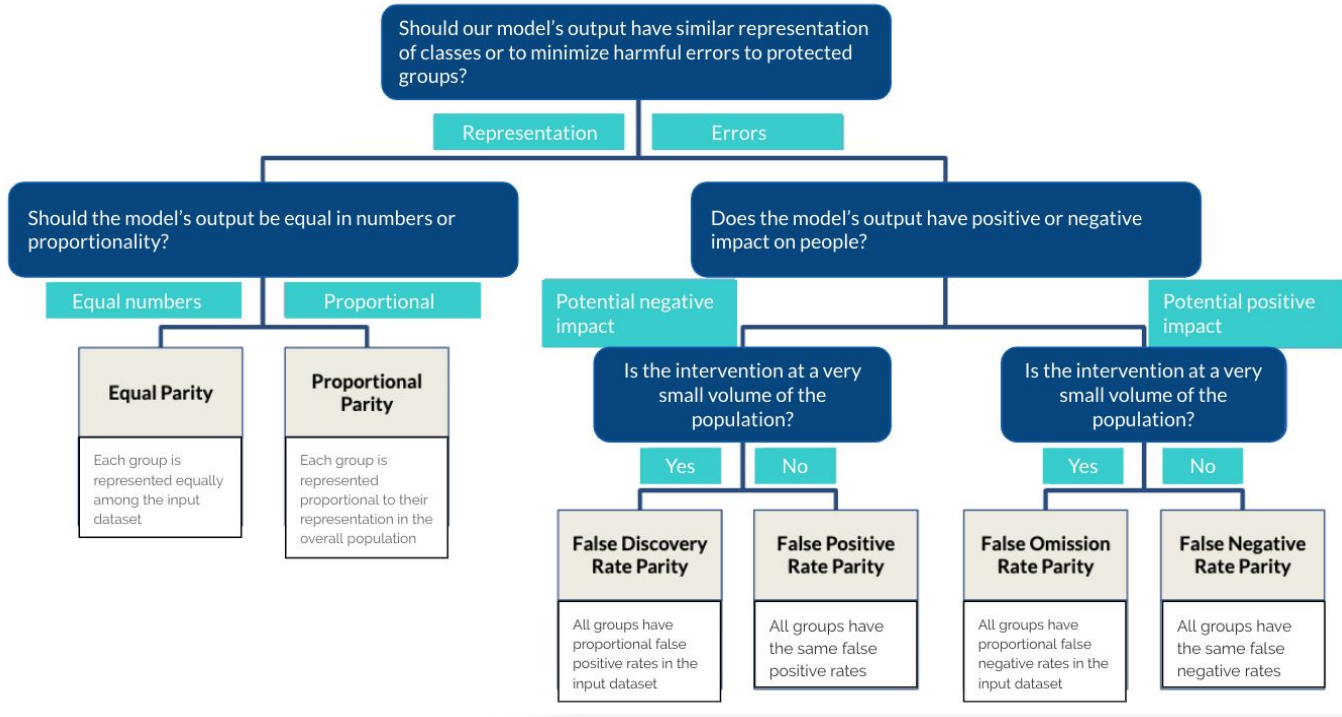 Should our model's output have similar representation
of classes or to minimize harmful errors to protected
groups?
Representation
Errors
Should the model's output be equal in numbers or
proportionality?
Does the model's output have positive or negative
impact on people?
Equal numbers
Proportional
Potential negative
impact
Potential positive
impact
Equal Parity
Each group is
represented equally
among the input
dataset
Proportional
Parity
Each group is
represented
proportional to their
representation in the
overall population
Is the intervention at a very
small volume of the
population?
Is the intervention at a very
small volume of the
population?
Yes
No
Yes
No
False Discovery
Rate Parity
All groups have
proportional false
positive rates in the
input dataset
False Positive
Rate Parity
All groups have
the same false
positive rates
False Omission
Rate Parity
All groups have
proportional false
negative rates in the
input dataset
False Negative
Rate Parity
All groups have
the same false
negative rates